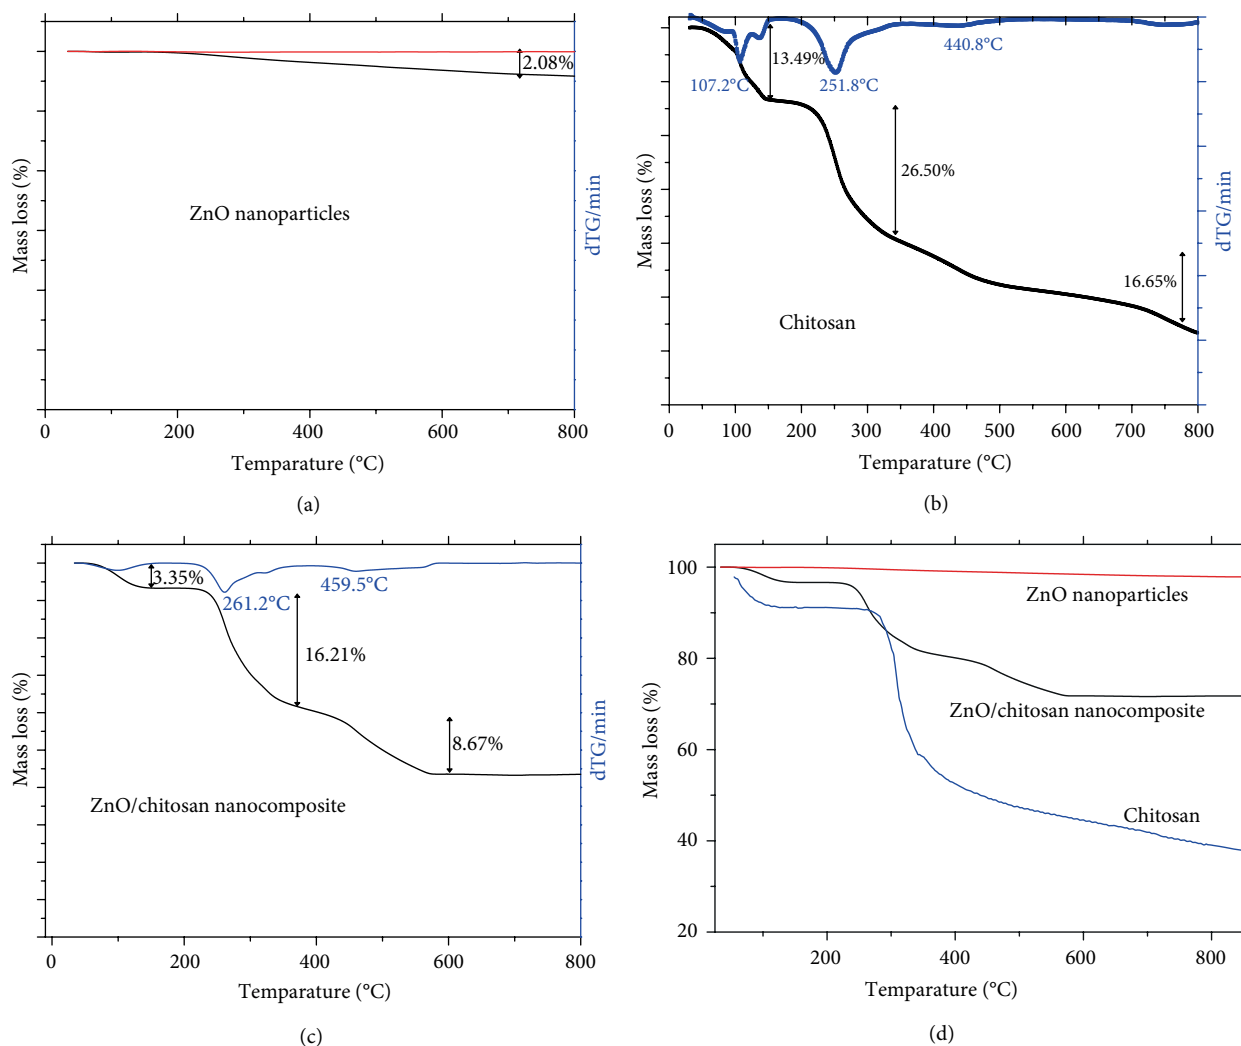 2.08%
ZnO nanoparticles
Mass loss (%)
dTG/min
0 200 400 600 800
Temparature (°C)
(a)
107.2°C
13.49%
251.8°C
440.8°C
26.50%
16.65%
Chitosan
Mass loss (%)
dTG/min
0 100 200 300 400 500 600 700 800
Temparature (°C)
(b)
3.35%
261.2°C
459.5°C
16.21%
8.67%
ZnO/chitosan nanocomposite
Mass loss (%)
dTG/min
0 200 400 600 800
Temparature (°C)
(c)
100
80
60
40
20
ZnO nanoparticles
ZnO/chitosan nanocomposite
Chitosan
Mass loss (%)
200 400 600 800
Temparature (°C)
(d)